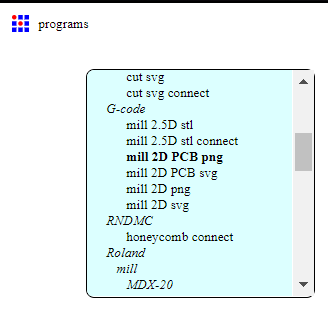 programs
cut svg
cut svg connect
G-code
mill 2.5D stl
mill 2.5D stl connect
mill 2D PCB png
mill 2D PCB svg
mill 2D png
mill 2D svg
RNDMC
honeycomb connect
Roland
mill
MDX-20